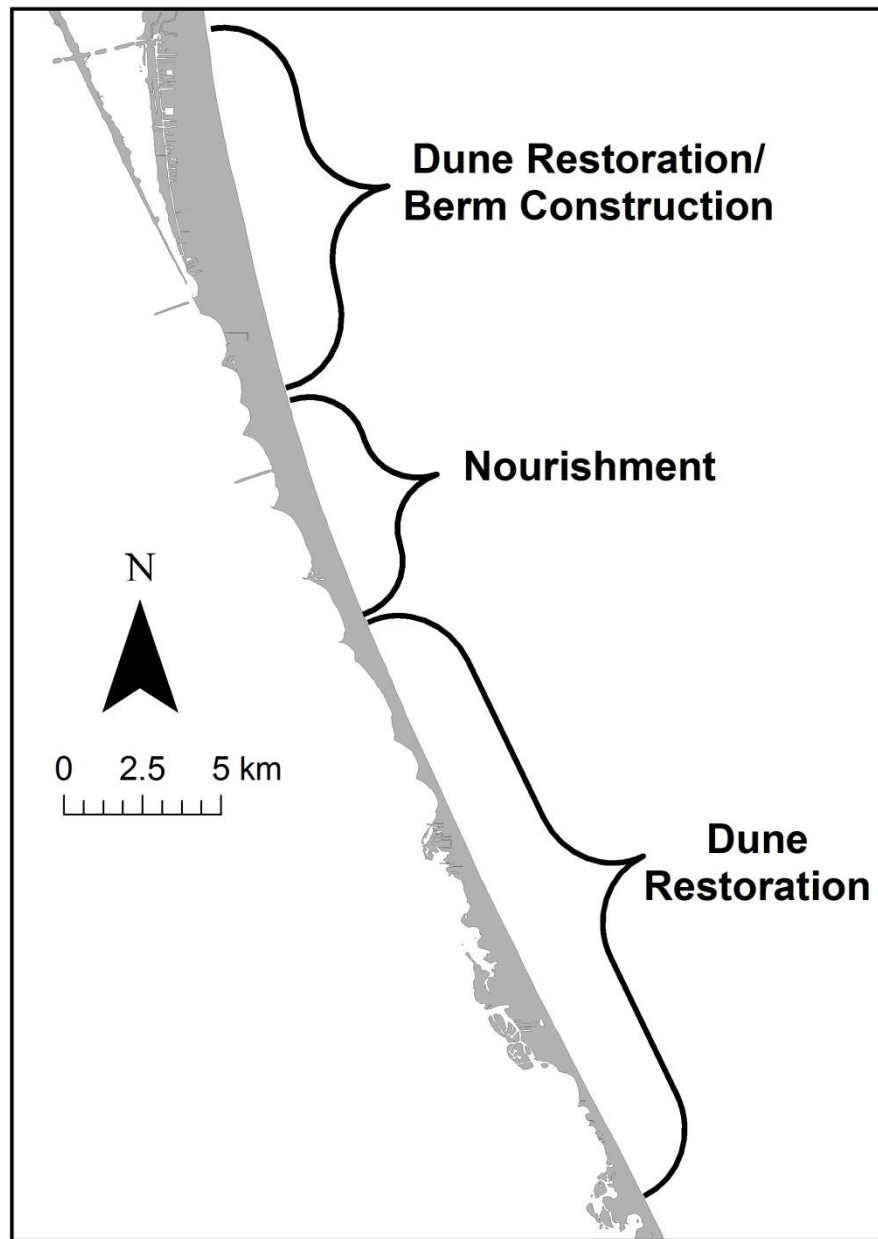 Dune Restoration/
Berm Construction
Nourishment
N
0 2.5 5 km
Dune
Restoration